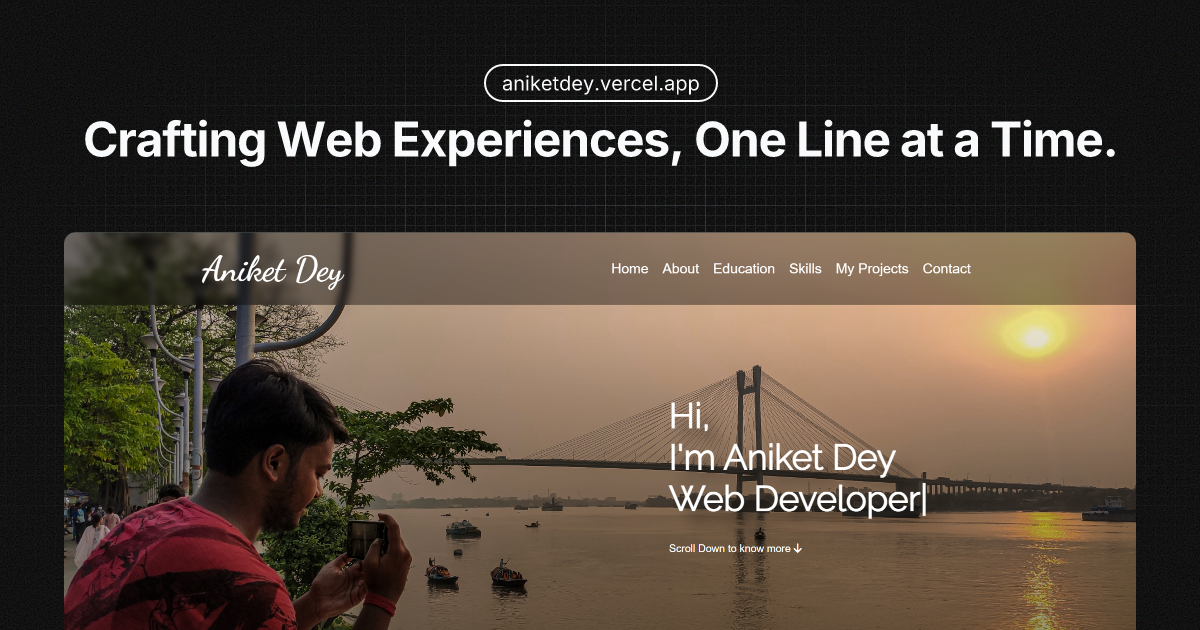 aniketdey.vercel.app
Crafting Web Experiences, One Line at a Time.
Aniket Dey
Home About Education Skills My Projects Contact
Hi,
I'm Aniket Dey
Web Developer|
Scroll Down to know more ↓